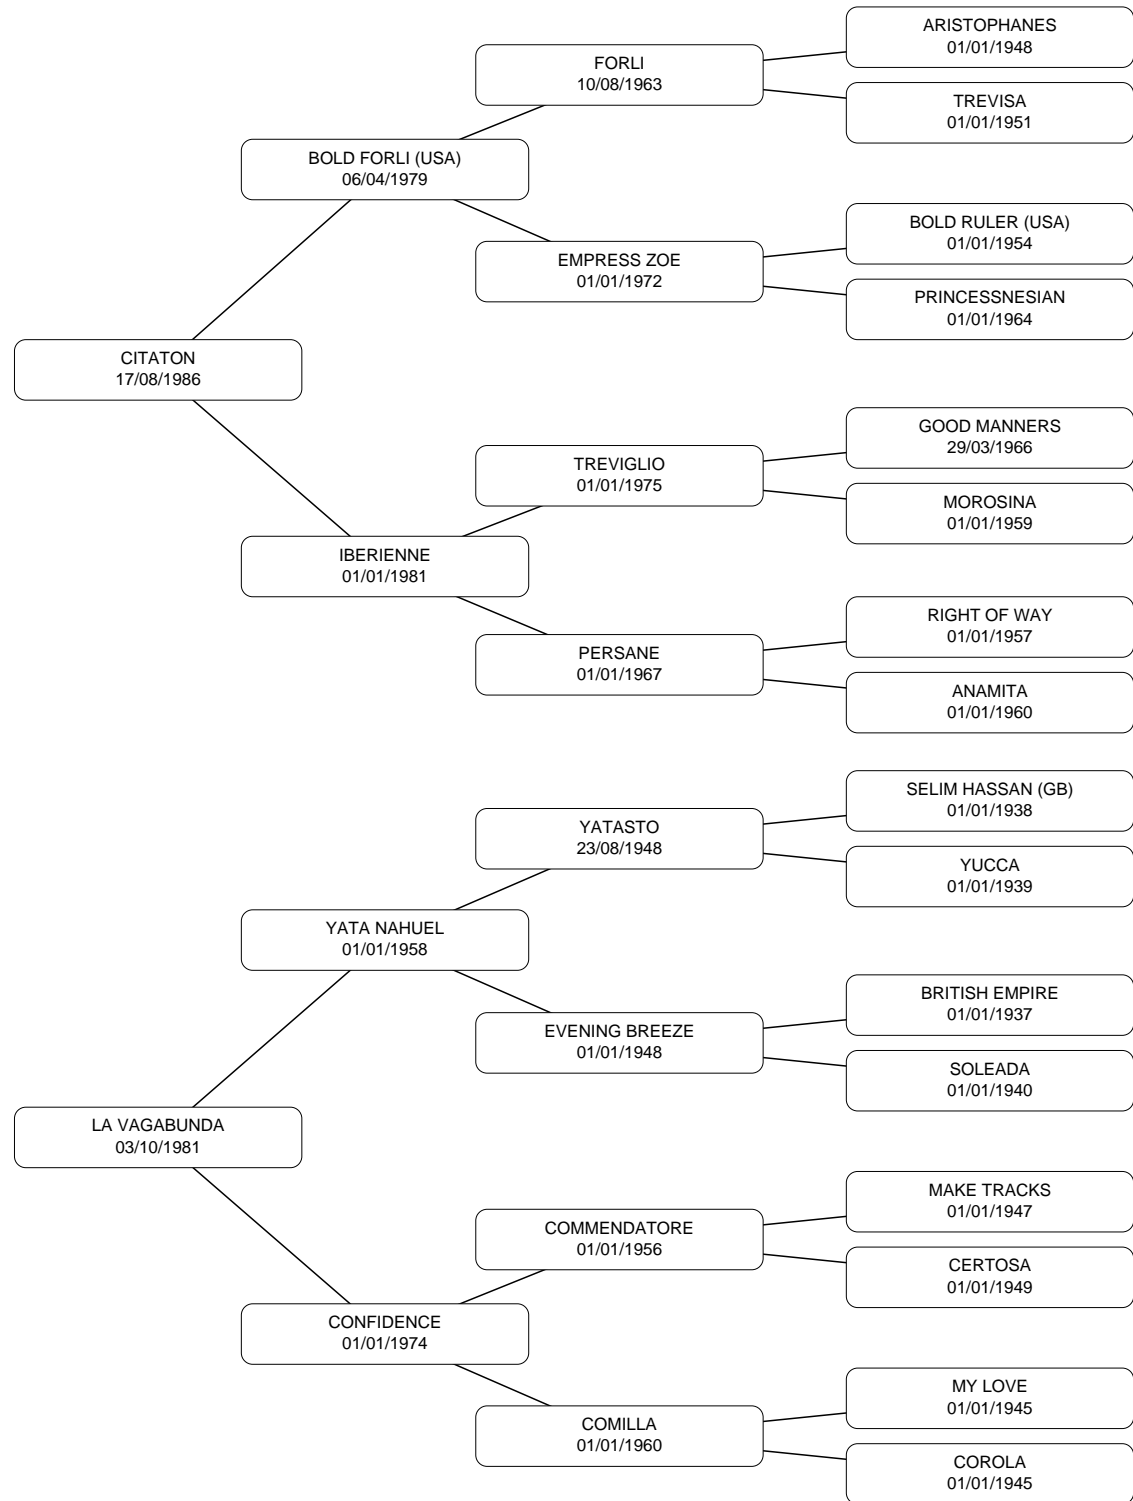 ARISTOPHANES
01/01/1948
FORLI
10/08/1963
TREVISA
01/01/1951
BOLD FORLI (USA)
06/04/1979
BOLD RULER (USA)
01/01/1954
EMPRESS ZOE
01/01/1972
PRINCESSNESIAN
01/01/1964
CITATON
17/08/1986
GOOD MANNERS
29/03/1966
TREVIGLIO
01/01/1975
MOROSINA
01/01/1959
IBERIENNE
01/01/1981
RIGHT OF WAY
01/01/1957
PERSANE
01/01/1967
ANAMITA
01/01/1960
SELIM HASSAN (GB)
01/01/1938
YATASTO
23/08/1948
YUCCA
01/01/1939
YATA NAHUEL
01/01/1958
BRITISH EMPIRE
01/01/1937
EVENING BREEZE
01/01/1948
SOLEADA
01/01/1940
LA VAGABUNDA
03/10/1981
MAKE TRACKS
01/01/1947
COMMENDATORE
01/01/1956
CERTOSA
01/01/1949
CONFIDENCE
01/01/1974
MY LOVE
01/01/1945
COMILLA
01/01/1960
COROLA
01/01/1945